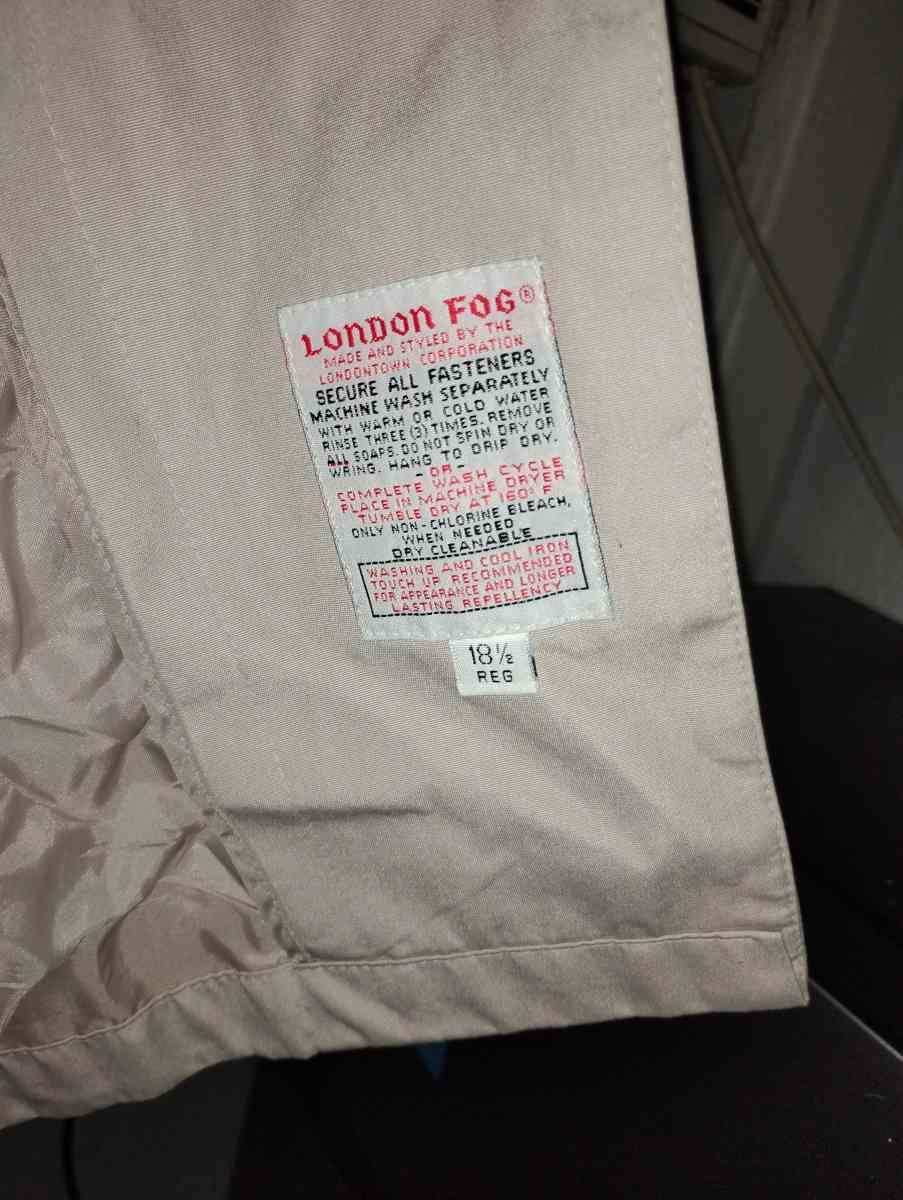 LONDON FOG®
MADE AND STYLED BY THE
LONDONTOWN CORPORATION
SECURE ALL FASTENERS
MACHINE WASH SEPARATELY
WITH WARM OR COLD WATER
RINSE THREE (3) TIMES. REMOVE
ALL SOAPS. DO NOT SPIN DRY OR
WRING. HANG TO DRIP DRY.
- OR -
COMPLETE WASH CYCLE
PLACE IN MACHINE DRYER
TUMBLE DRY AT 160° F
ONLY NON-CHLORINE BLEACH,
WHEN NEEDED
DRY CLEANABLE
WASHING AND COOL IRON
TOUCH UP RECOMMENDED
FOR APPEARANCE AND LONGER
LASTING REPELLENCY
18½
REG